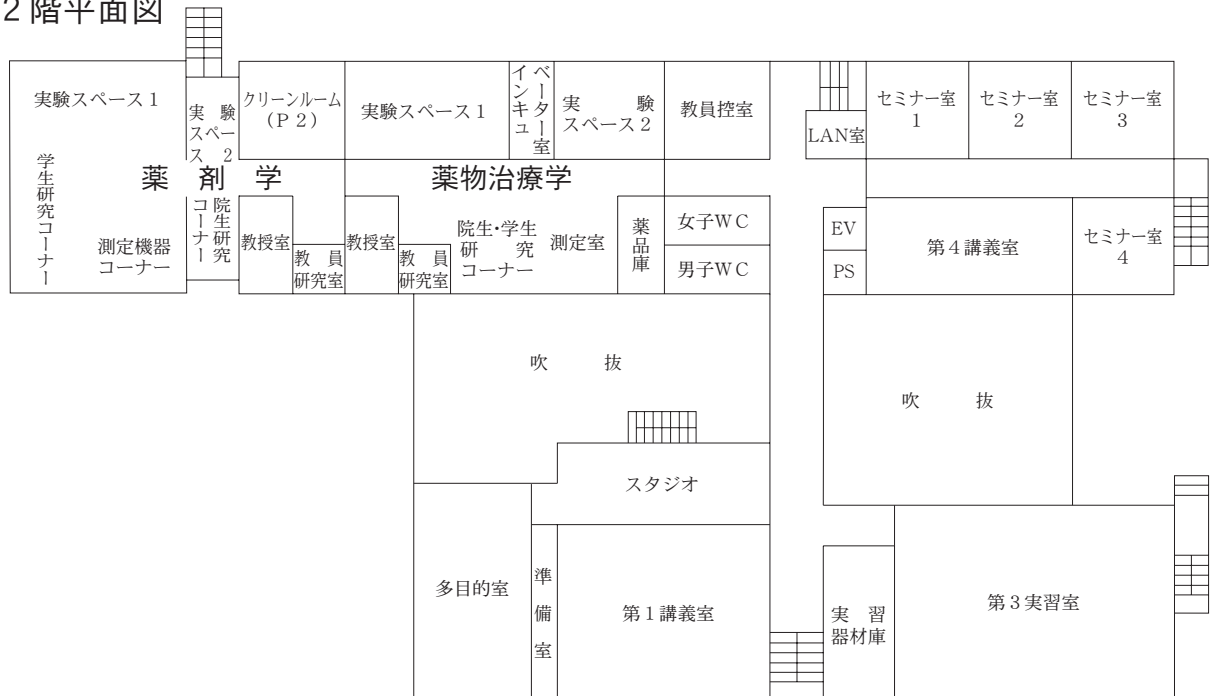 ２階平面図
実験スペース１
学生研究コーナー
測定機器
コーナー
実　験
スペー
ス　２
薬　剤　学
院生研究
コーナー
クリーンルーム
（Ｐ２）
教授室
教　員
研究室
実験スペース１
インキュ
ベーター室
実　　験
スペース２
薬物治療学
教授室
教　員
研究室
院生・学生
研　　究
コーナー
測定室
薬品庫
教員控室
女子ＷＣ
男子ＷＣ
LAN室
EV
PS
セミナー室
1
セミナー室
2
セミナー室
3
第４講義室
セミナー室
4
吹　　抜
吹　　抜
スタジオ
多目的室
準備室
第１講義室
実　習
器材庫
第３実習室